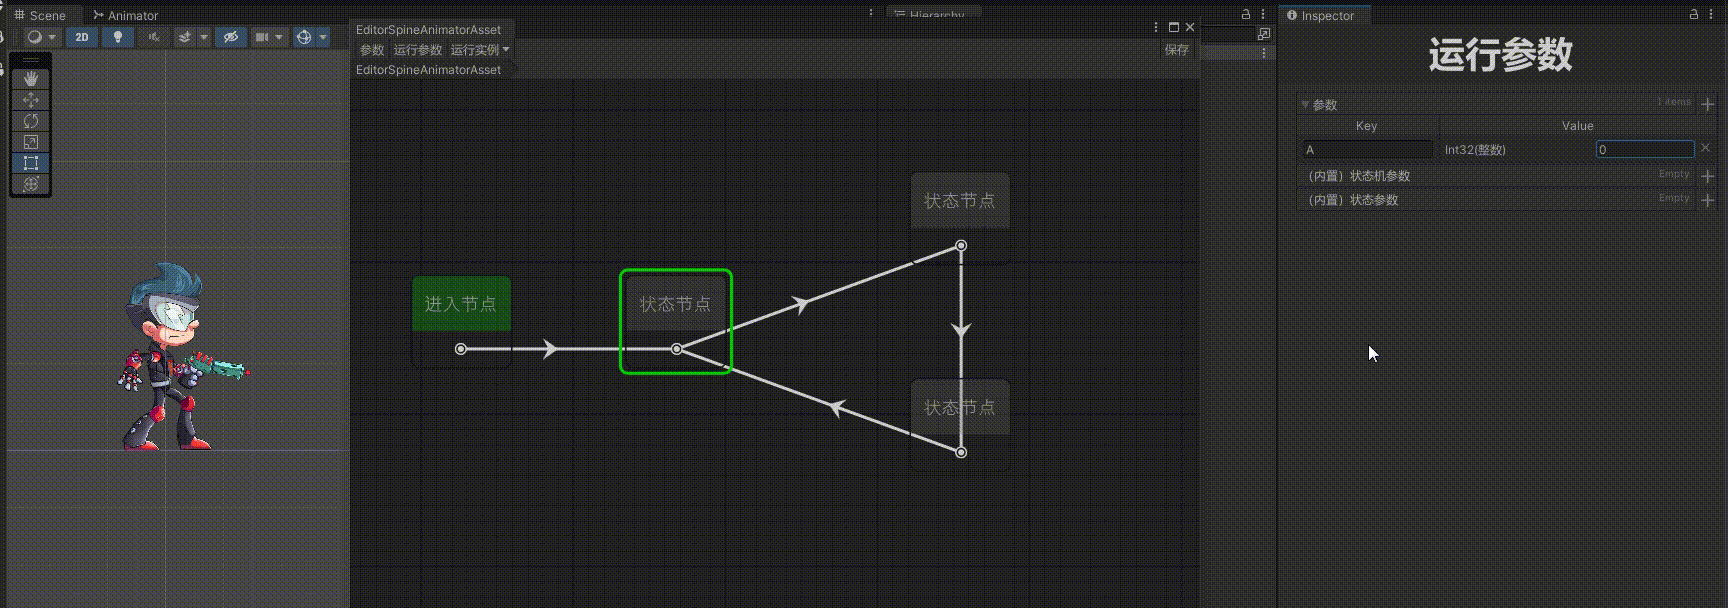 Scene
Animator
2D
Hierarchy
EditorSpineAnimatorAsset
参数 运行参数 运行实例
保存
EditorSpineAnimatorAsset
进入节点
状态节点
状态节点
状态节点
Inspector
运行参数
参数
1 items
Key
Value
A
Int32(整数)
0
(内置) 状态机参数
Empty
(内置) 状态参数
Empty